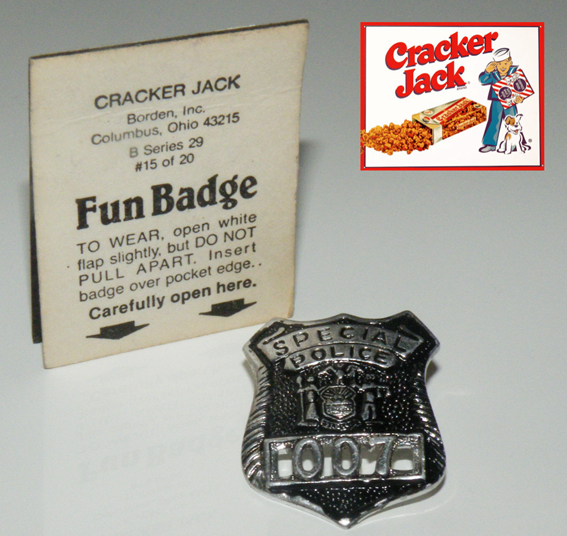 CRACKER JACK
Borden, Inc.
Columbus, Ohio 43215
B Series 29
#15 of 20
Fun Badge
TO WEAR, open white
flap slightly, but DO NOT
PULL APART. Insert
badge over pocket edge..
Carefully open here.
Cracker
Jack
SPECIAL
POLICE
007